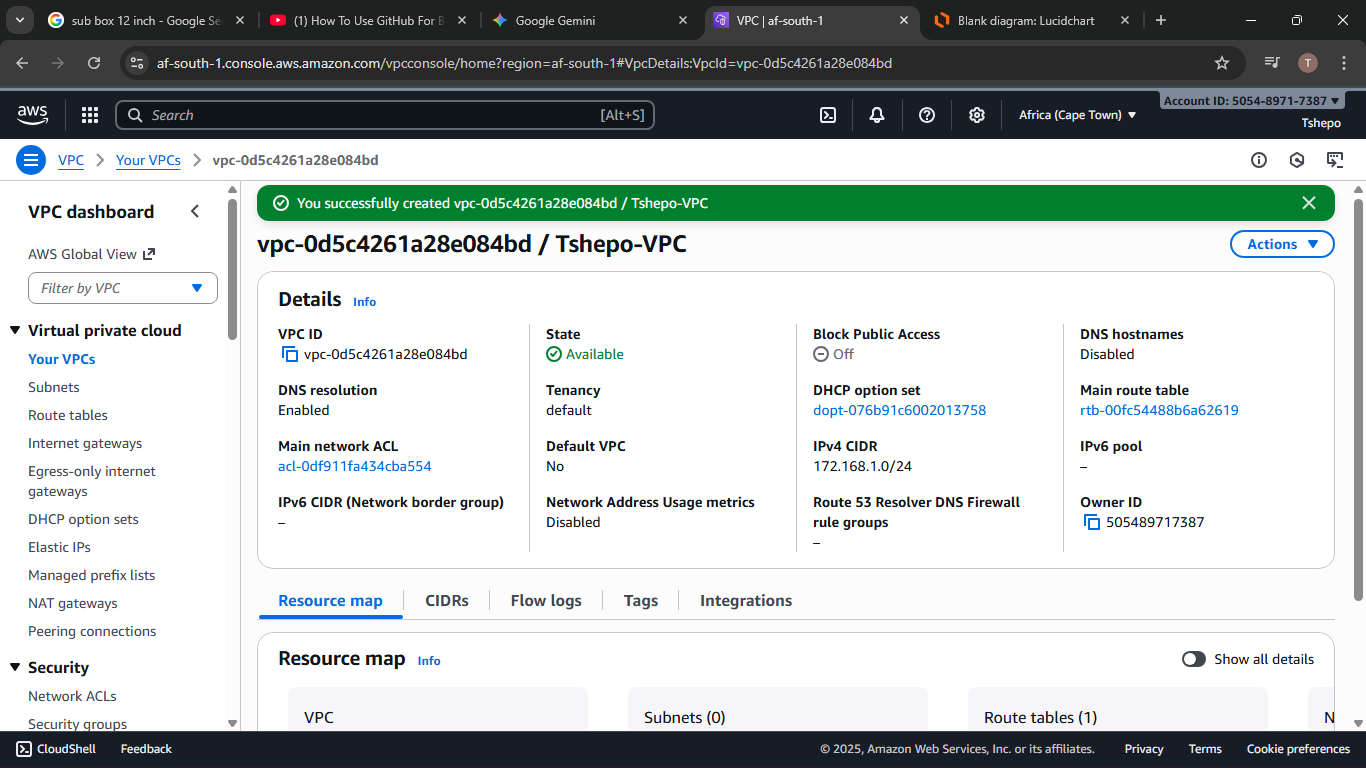 sub box 12 inch - Google Se
(1) How To Use GitHub For B
Google Gemini
VPC | af-south-1
Blank diagram: Lucidchart
af-south-1.console.aws.amazon.com/vpcconsole/home?region=af-south-1#VpcDetails:VpcId=vpc-0d5c4261a28e084bd
T
aws
Search
[Alt+S]
Africa (Cape Town)
Account ID: 5054-8971-7387
Tshepo
VPC
Your VPCs
vpc-0d5c4261a28e084bd
VPC dashboard
AWS Global View
Filter by VPC
Virtual private cloud
Your VPCs
Subnets
Route tables
Internet gateways
Egress-only internet
gateways
DHCP option sets
Elastic IPs
Managed prefix lists
NAT gateways
Peering connections
Security
Network ACLs
Security groups
You successfully created vpc-0d5c4261a28e084bd / Tshepo-VPC
vpc-0d5c4261a28e084bd / Tshepo-VPC
Actions
Details
Info
VPC ID
vpc-0d5c4261a28e084bd
State
Available
Block Public Access
Off
DNS hostnames
Disabled
DNS resolution
Enabled
Tenancy
default
DHCP option set
dopt-076b91c6002013758
Main route table
rtb-00fc54488b6a62619
Main network ACL
acl-0df911fa434cba554
Default VPC
No
IPv4 CIDR
172.168.1.0/24
IPv6 pool
–
IPv6 CIDR (Network border group)
–
Network Address Usage metrics
Disabled
Route 53 Resolver DNS Firewall
rule groups
–
Owner ID
505489717387
Resource map
CIDRs
Flow logs
Tags
Integrations
Resource map
Info
Show all details
VPC
Subnets (0)
Route tables (1)
N
CloudShell
Feedback
© 2025, Amazon Web Services, Inc. or its affiliates.
Privacy
Terms
Cookie preferences